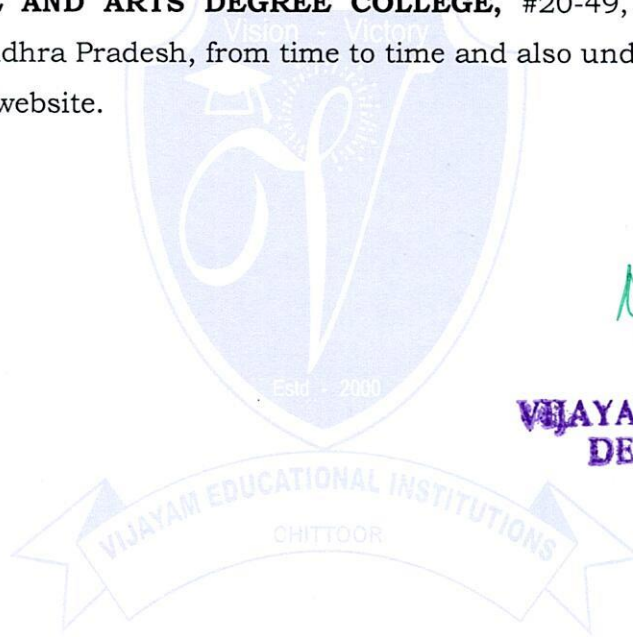 AND ARTS DEGREE COLLEGE, #20-49,
dhra Pradesh, from time to time and also und
website.
Vision - Victory
Estd - 2000
VIJAYAM EDUCATIONAL INSTITUTIONS
CHITTOOR
VIJAYA
DE